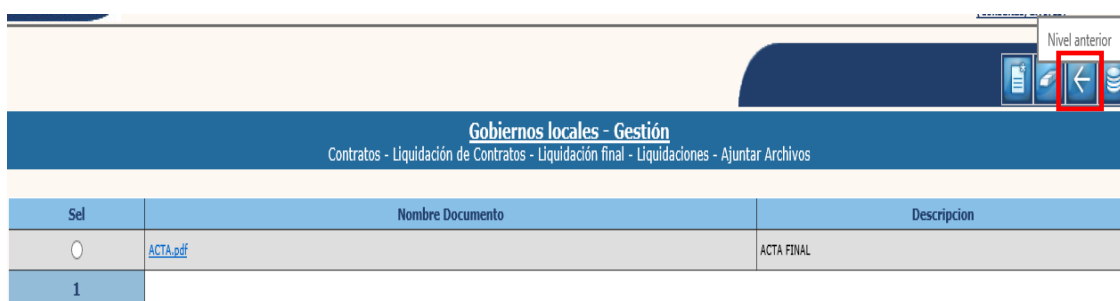 Nivel anterior
Gobiernos locales - Gestión
Contratos - Liquidación de Contratos - Liquidación final - Liquidaciones - Ajuntar Archivos
Sel Nombre Documento Descripcion
ACTA.pdf ACTA FINAL
1